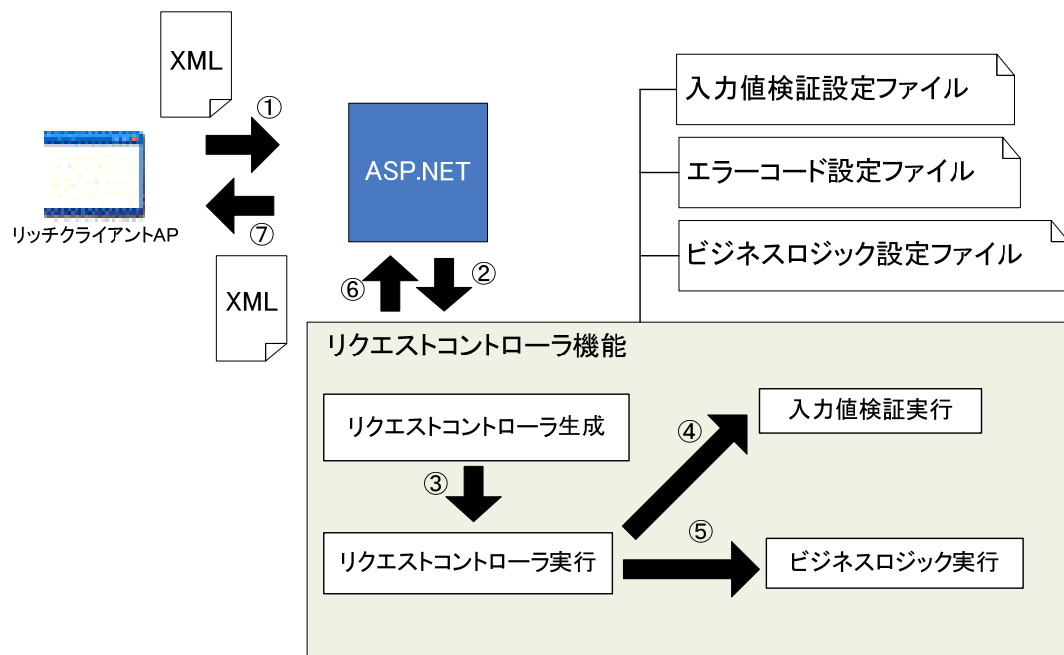 XML
①
入力値検証設定ファイル
ASP.NET
エラーコード設定ファイル
リッチクライアントAP
⑦
ビジネスロジック設定ファイル
XML
⑥
②
リクエストコントローラ機能
リクエストコントローラ生成
④
入力値検証実行
③
リクエストコントローラ実行
⑤
ビジネスロジック実行